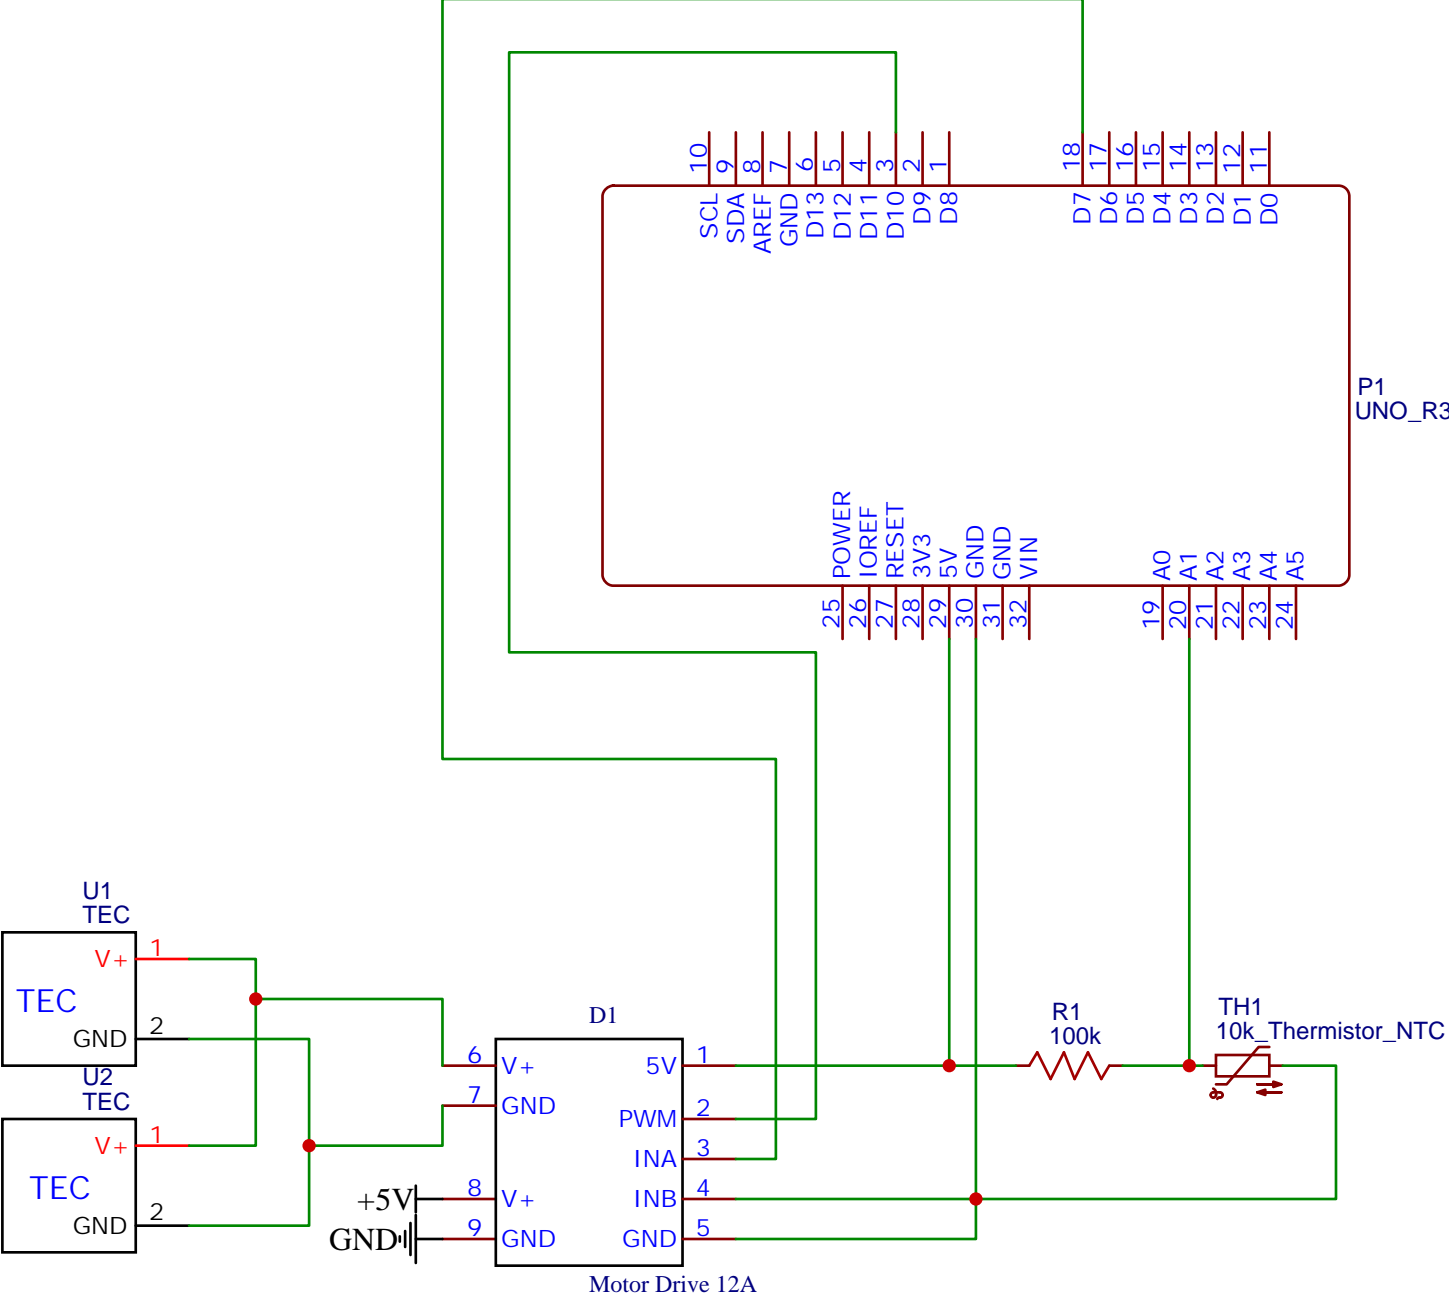 10
9
8
7
6
5
4
3
2
1
18
17
16
15
14
13
12
11
SCL
SDA
AREF
GND
D13
D12
D11
D10
D9
D8
D7
D6
D5
D4
D3
D2
D1
D0
P1
UNO_R3
POWER
IOREF
RESET
3V3
5V
GND
GND
VIN
A0
A1
A2
A3
A4
A5
25
26
27
28
29
30
31
32
19
20
21
22
23
24
U1
TEC
V+ 1
TEC
GND 2
U2
TEC
V+ 1
TEC
GND 2
D1
6 V+
7 GND
+5V 8 V+
GND 9 GND
5V 1
PWM 2
INA 3
INB 4
GND 5
Motor Drive 12A
R1
100k
TH1
10k_Thermistor_NTC